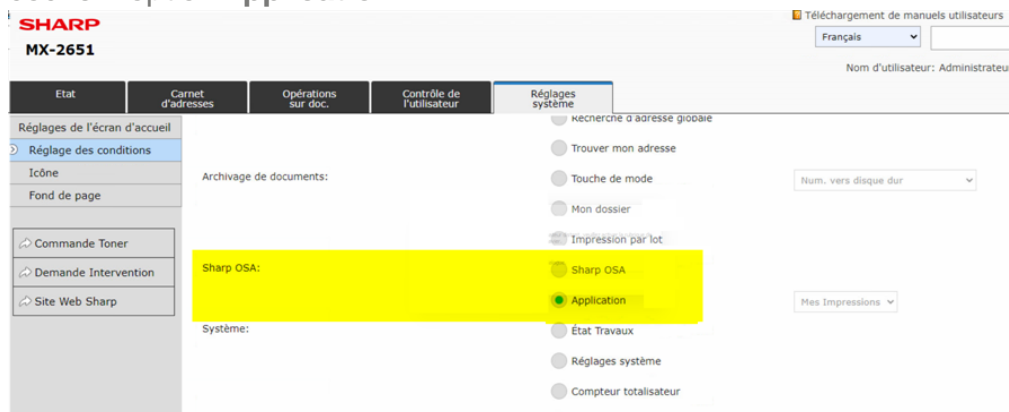 SHARP
MX-2651
Téléchargement de manuels utilisateurs
Français
Nom d'utilisateur: Administrateur
Etat
Carnet d'adresses
Opérations sur doc.
Contrôle de l'utilisateur
Réglages système
Réglages de l'écran d'accueil
Réglage des conditions
Icône
Fond de page
Commande Toner
Demande Intervention
Site Web Sharp
Recherche d'adresse globale
Trouver mon adresse
Archivage de documents:
Touche de mode
Num. vers disque dur
Mon dossier
Impression par lot
Sharp OSA:
Sharp OSA
Application
Mes Impressions
Système:
État Travaux
Réglages système
Compteur totalisateur